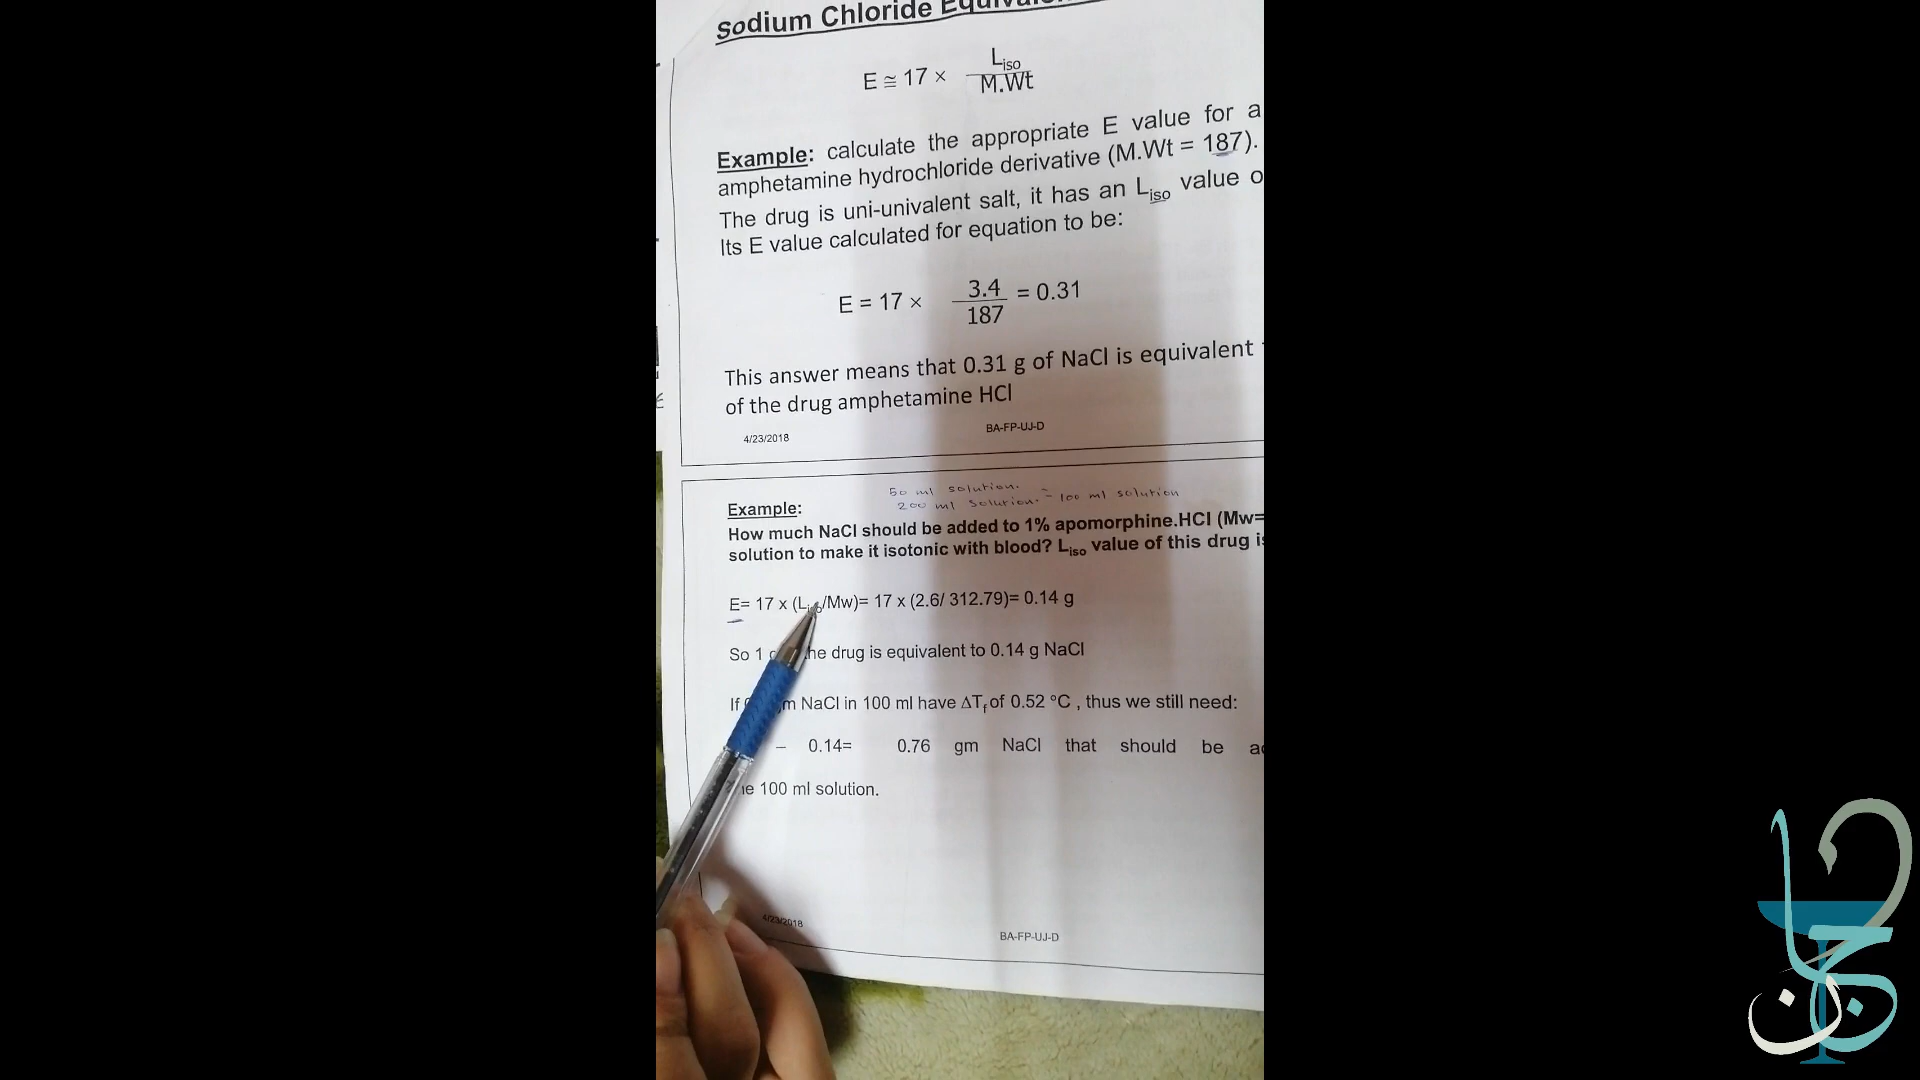 Sodium Chloride
E ≅ 17 × Liso / M.Wt
Example: calculate the appropriate E value for a
amphetamine hydrochloride derivative (M.Wt = 187).
The drug is uni-univalent salt, it has an Liso value o
Its E value calculated for equation to be:
E = 17 × 3.4 / 187 = 0.31
This answer means that 0.31 g of NaCl is equivalent
of the drug amphetamine HCl
4/23/2018 BA-FP-UJ-D
50 ml solution.
200 ml solution. = 100 ml solution
Example:
How much NaCl should be added to 1% apomorphine.HCl (Mw=
solution to make it isotonic with blood? Liso value of this drug is
E= 17 x (L /Mw)= 17 x (2.6/ 312.79)= 0.14 g
So 1 the drug is equivalent to 0.14 g NaCl
If NaCl in 100 ml have ΔTf of 0.52 ºC , thus we still need:
– 0.14= 0.76 gm NaCl that should be
100 ml solution.
4/23/2018 BA-FP-UJ-D